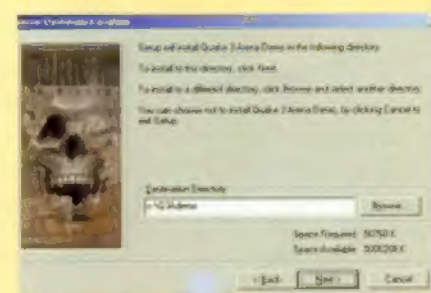 Setup will install Quake 3 Arena Demo in the following directory.
To install to this directory, click Next.
To install to a different directory, click Browse and select another directory.
You can choose not to install Quake 3 Arena Demo, by clicking Cancel to
exit Setup.
Destination Directory
Browse
Space Required:
Space Available:
< Back
Next >
Cancel